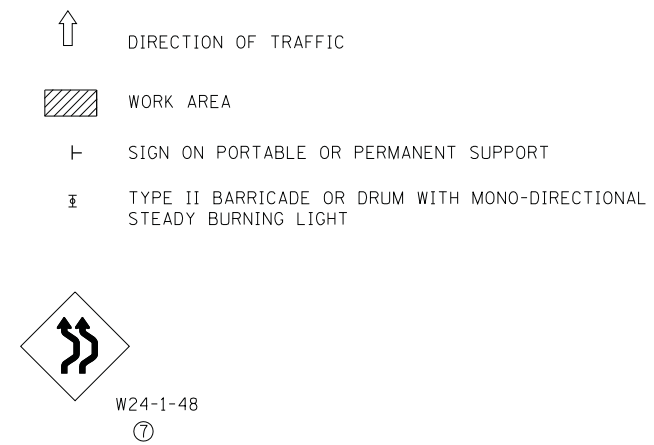 DIRECTION OF TRAFFIC
WORK AREA
SIGN ON PORTABLE OR PERMANENT SUPPORT
TYPE II BARRICADE OR DRUM WITH MONO-DIRECTIONAL
STEADY BURNING LIGHT
W24-1-48
7